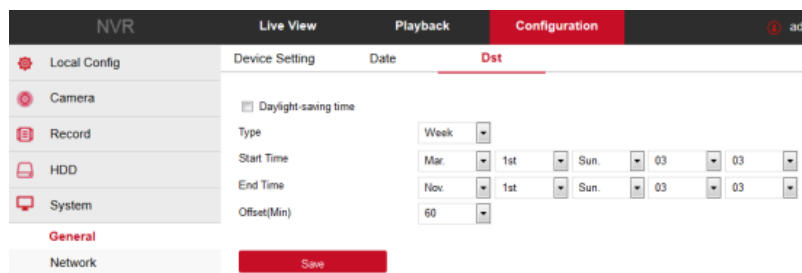 NVR Live View Playback Configuration
Local Config Device Setting Date Dst
Camera Daylight-saving time
Record Type Week
HDD Start Time Mar. 1st Sun. 03 03
End Time Nov. 1st Sun. 03 03
System Offset(Min) 60
General
Network Save